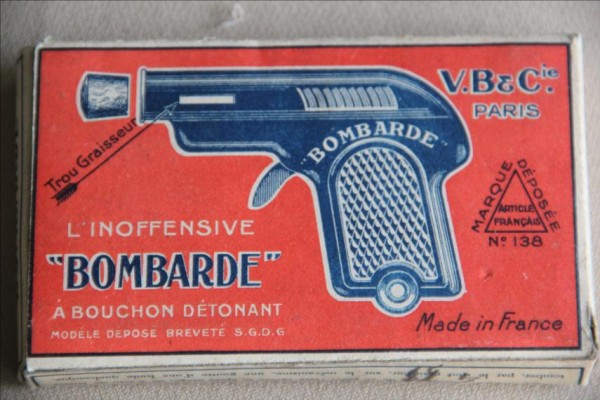 V.B&Cie.
PARIS
Trou Graisseur
"BOMBARDE"
MARQUE DÉPOSÉE
ARTICLE
FRANÇAIS
No 138
L'INOFFENSIVE
"BOMBARDE"
À BOUCHON DÉTONANT
MODÈLE DÉPOSÉ BREVETÉ S.G.D.G
Made in France